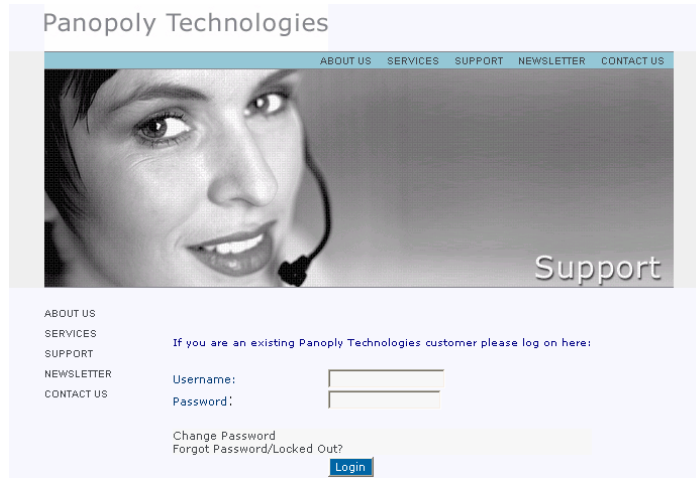 Panopoly Technologies
ABOUT US SERVICES SUPPORT NEWSLETTER CONTACT US
Support
ABOUT US
SERVICES
SUPPORT
NEWSLETTER
CONTACT US
If you are an existing Panoply Technologies customer please log on here:
Username:
Password:
Change Password
Forgot Password/Locked Out?
Login